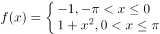 f(x) = { −1, −π < x ≤ 0
1 + x², 0 < x ≤ π